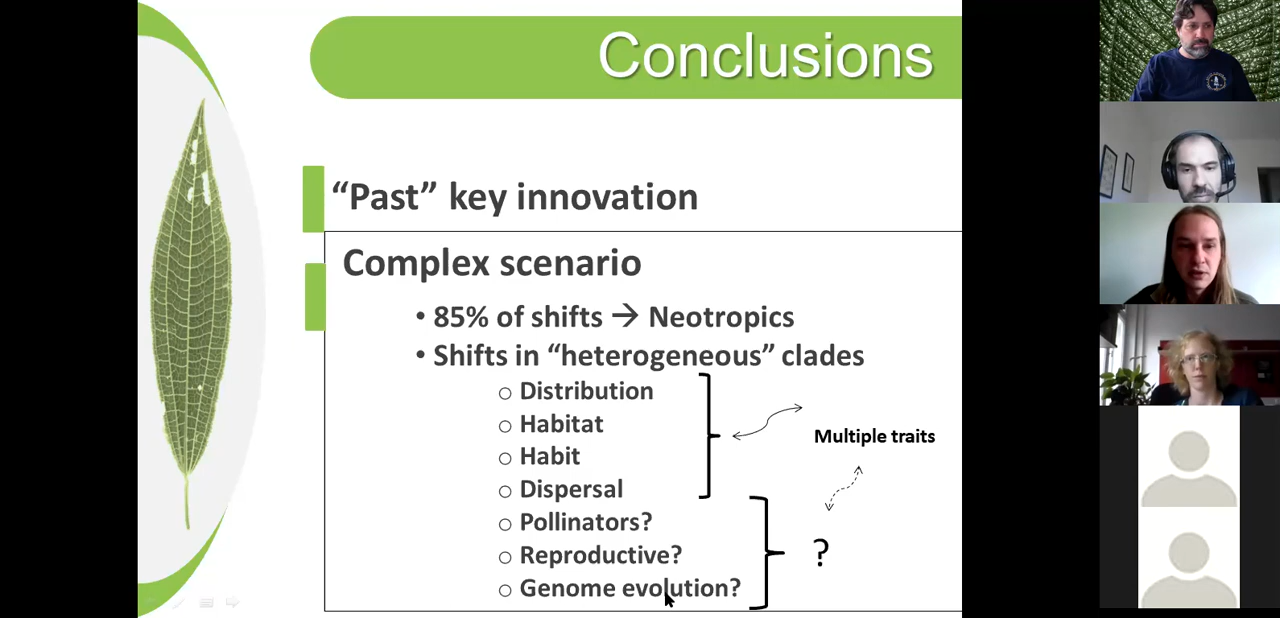 Conclusions
“Past” key innovation
Complex scenario
• 85% of shifts → Neotropics
• Shifts in “heterogeneous” clades
○ Distribution
○ Habitat
○ Habit
○ Dispersal
Multiple traits
○ Pollinators?
○ Reproductive?
?
○ Genome evolution?